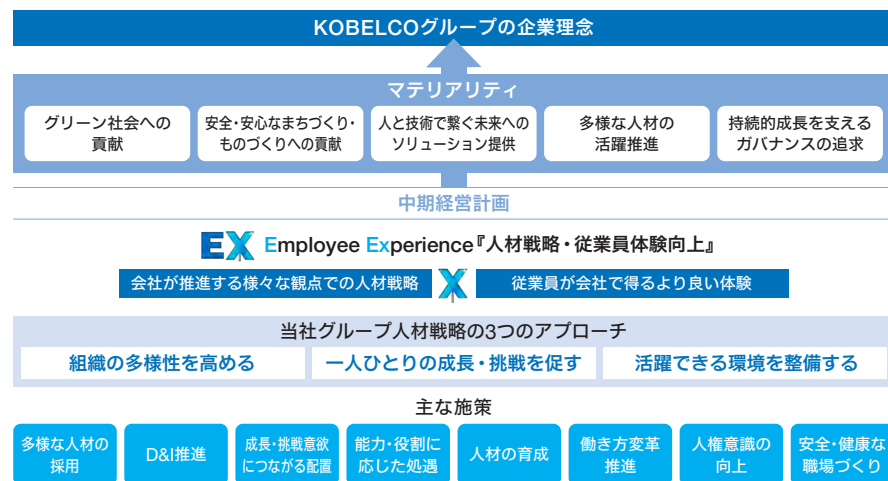 KOBELCOグループの企業理念
マテリアリティ
グリーン社会への
貢献
安全・安心なまちづくり・
ものづくりへの貢献
人と技術で繋ぐ未来への
ソリューション提供
多様な人材の
活躍推進
持続的成長を支える
ガバナンスの追求
中期経営計画
EX Employee Experience『人材戦略・従業員体験向上』
会社が推進する様々な観点での人材戦略 X 従業員が会社で得るより良い体験
当社グループ人材戦略の3つのアプローチ
組織の多様性を高める
一人ひとりの成長・挑戦を促す
活躍できる環境を整備する
主な施策
多様な人材の
採用
D&I推進
成長・挑戦意欲
につながる配置
能力・役割に
応じた処遇
人材の育成
働き方変革
推進
人権意識の
向上
安全・健康な
職場づくり